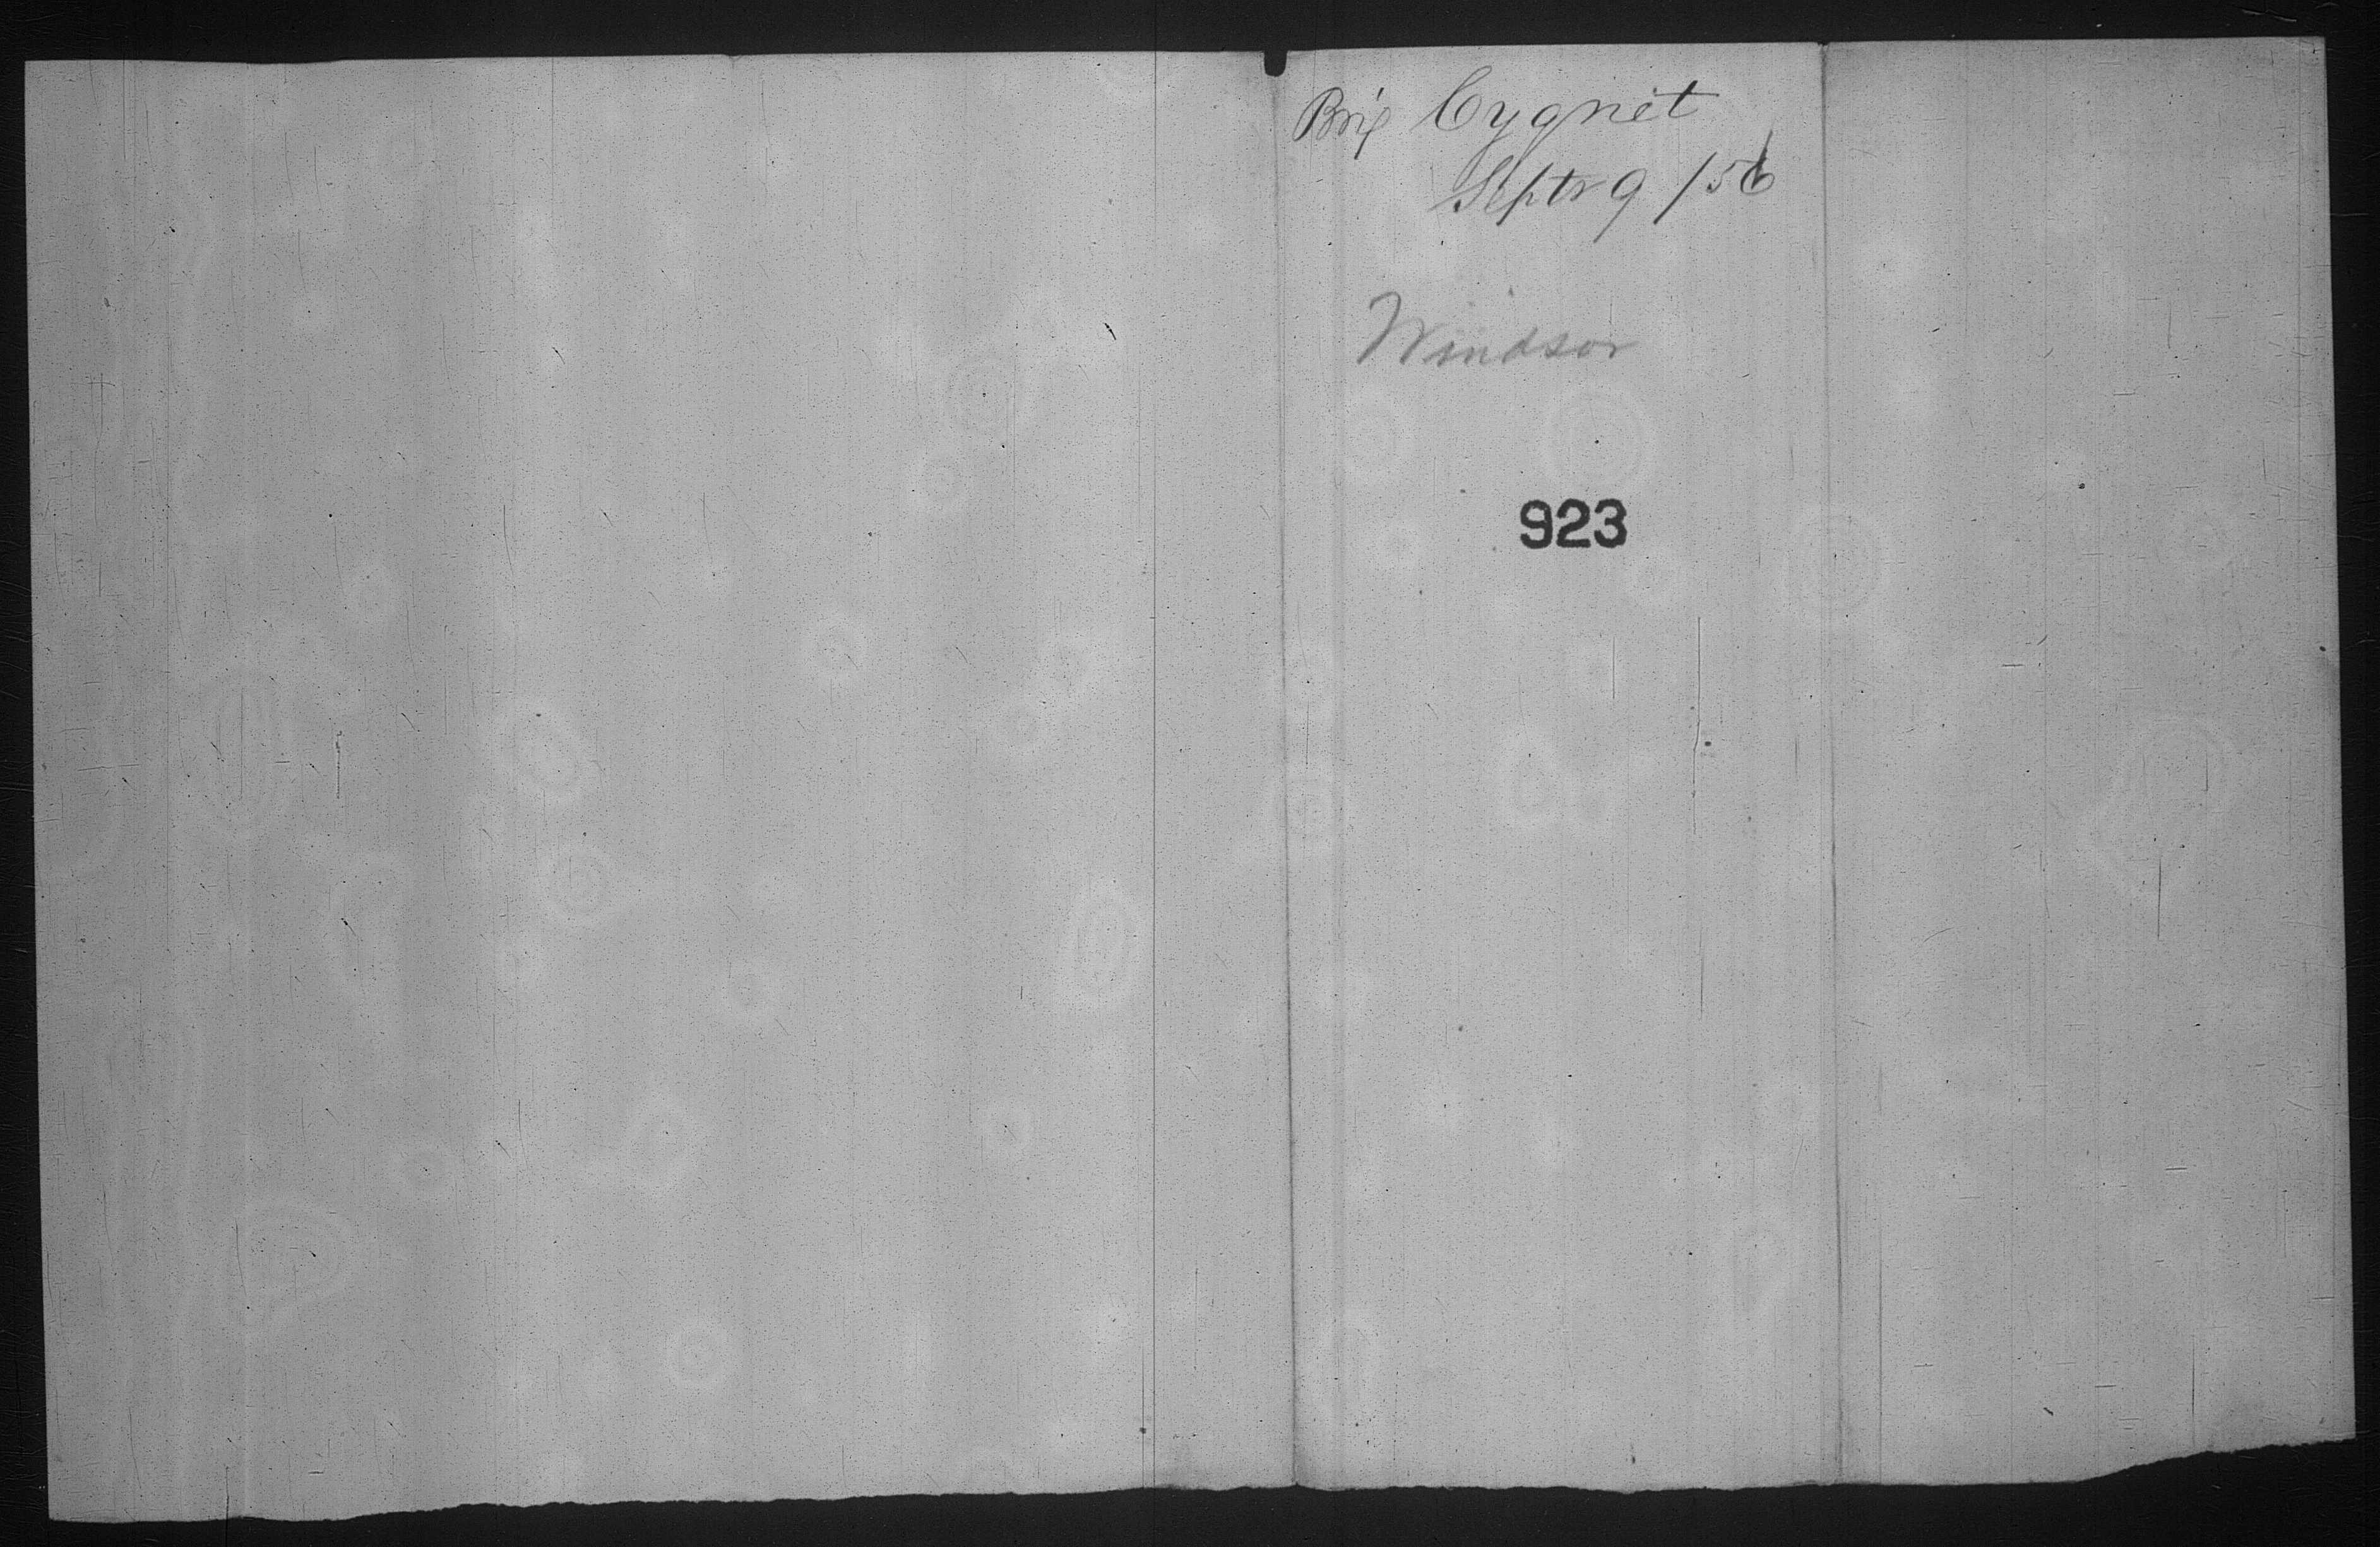 Brig Cygnet
Septr 9 /56
Windsor
923